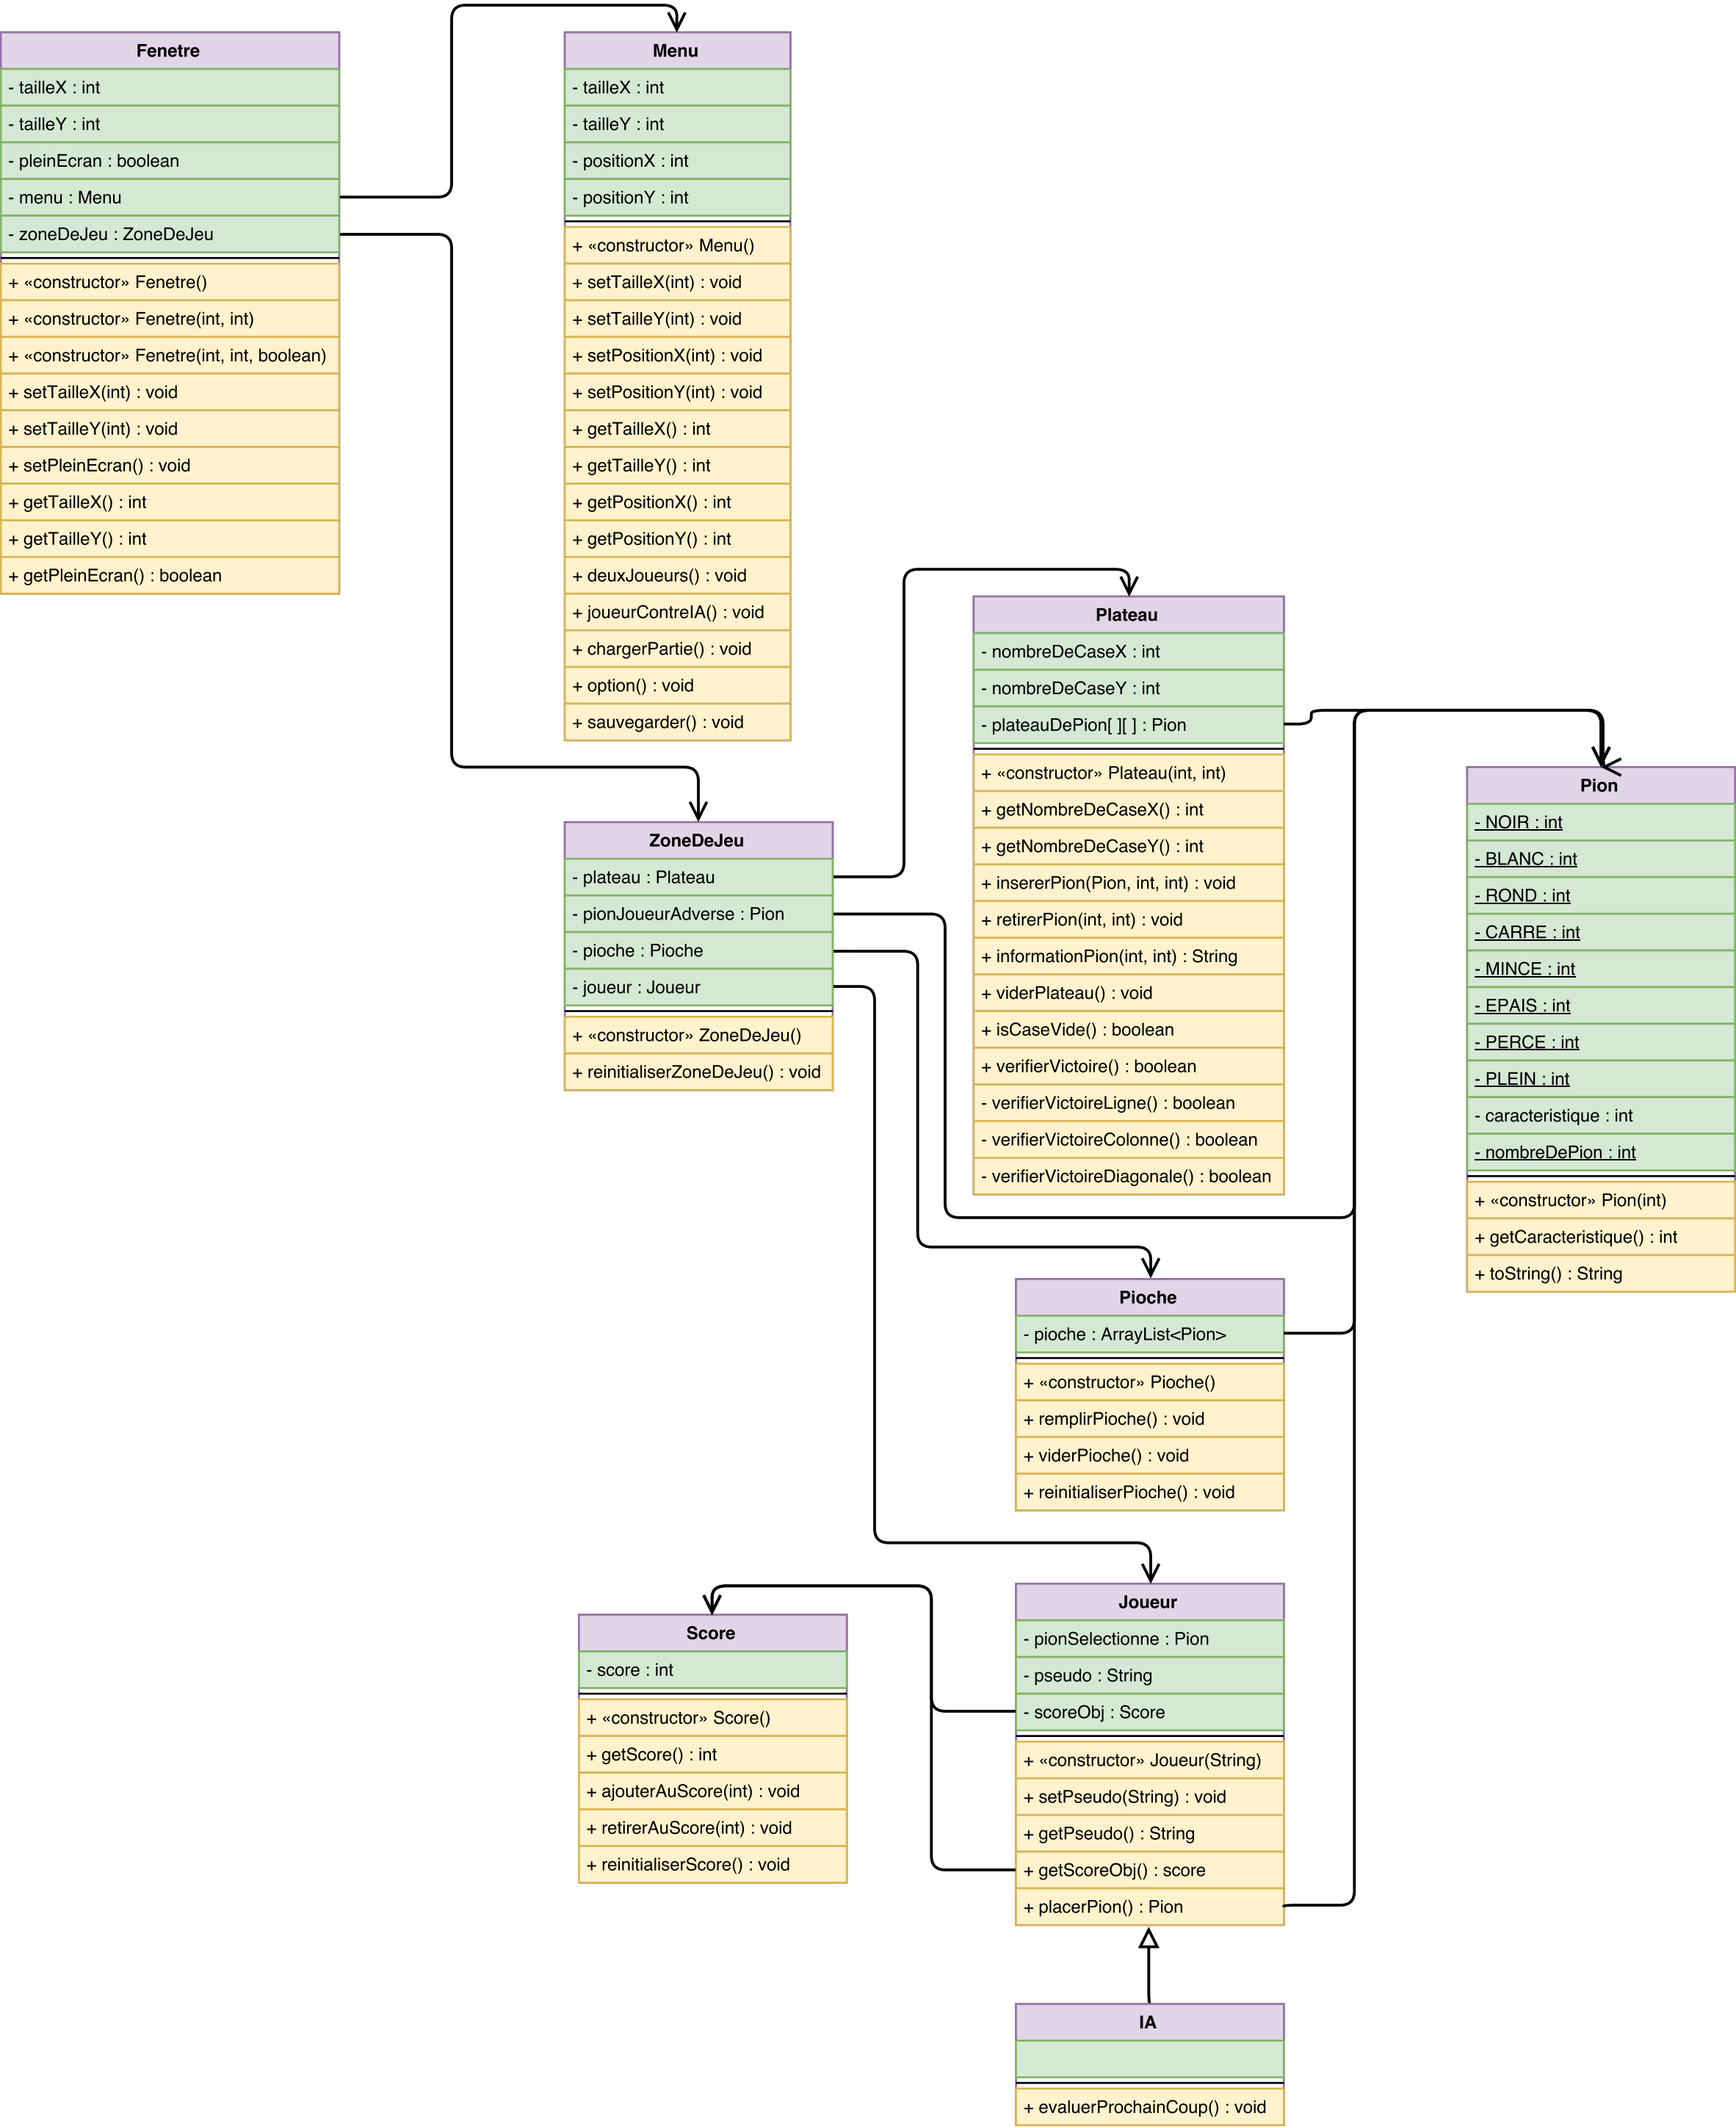 Fenetre
- tailleX : int
- tailleY : int
- pleinEcran : boolean
- menu : Menu
- zoneDeJeu : ZoneDeJeu
+ «constructor» Fenetre()
+ «constructor» Fenetre(int, int)
+ «constructor» Fenetre(int, int, boolean)
+ setTailleX(int) : void
+ setTailleY(int) : void
+ setPleinEcran() : void
+ getTailleX() : int
+ getTailleY() : int
+ getPleinEcran() : boolean
Menu
- tailleX : int
- tailleY : int
- positionX : int
- positionY : int
+ «constructor» Menu()
+ setTailleX(int) : void
+ setTailleY(int) : void
+ setPositionX(int) : void
+ setPositionY(int) : void
+ getTailleX() : int
+ getTailleY() : int
+ getPositionX() : int
+ getPositionY() : int
+ deuxJoueurs() : void
+ joueurContreIA() : void
+ chargerPartie() : void
+ option() : void
+ sauvegarder() : void
ZoneDeJeu
- plateau : Plateau
- pionJoueurAdverse : Pion
- pioche : Pioche
- joueur : Joueur
+ «constructor» ZoneDeJeu()
+ reinitialiserZoneDeJeu() : void
Plateau
- nombreDeCaseX : int
- nombreDeCaseY : int
- plateauDePion[ ][ ] : Pion
+ «constructor» Plateau(int, int)
+ getNombreDeCaseX() : int
+ getNombreDeCaseY() : int
+ insererPion(Pion, int, int) : void
+ retirerPion(int, int) : void
+ informationPion(int, int) : String
+ viderPlateau() : void
+ isCaseVide() : boolean
+ verifierVictoire() : boolean
- verifierVictoireLigne() : boolean
- verifierVictoireColonne() : boolean
- verifierVictoireDiagonale() : boolean
Pion
- NOIR : int
- BLANC : int
- ROND : int
- CARRE : int
- MINCE : int
- EPAIS : int
- PERCE : int
- PLEIN : int
- caracteristique : int
- nombreDePion : int
+ «constructor» Pion(int)
+ getCaracteristique() : int
+ toString() : String
Pioche
- pioche : ArrayList<Pion>
+ «constructor» Pioche()
+ remplirPioche() : void
+ viderPioche() : void
+ reinitialiserPioche() : void
Score
- score : int
+ «constructor» Score()
+ getScore() : int
+ ajouterAuScore(int) : void
+ retirerAuScore(int) : void
+ reinitialiserScore() : void
Joueur
- pionSelectionne : Pion
- pseudo : String
- scoreObj : Score
+ «constructor» Joueur(String)
+ setPseudo(String) : void
+ getPseudo() : String
+ getScoreObj() : score
+ placerPion() : Pion
IA
+ evaluerProchainCoup() : void